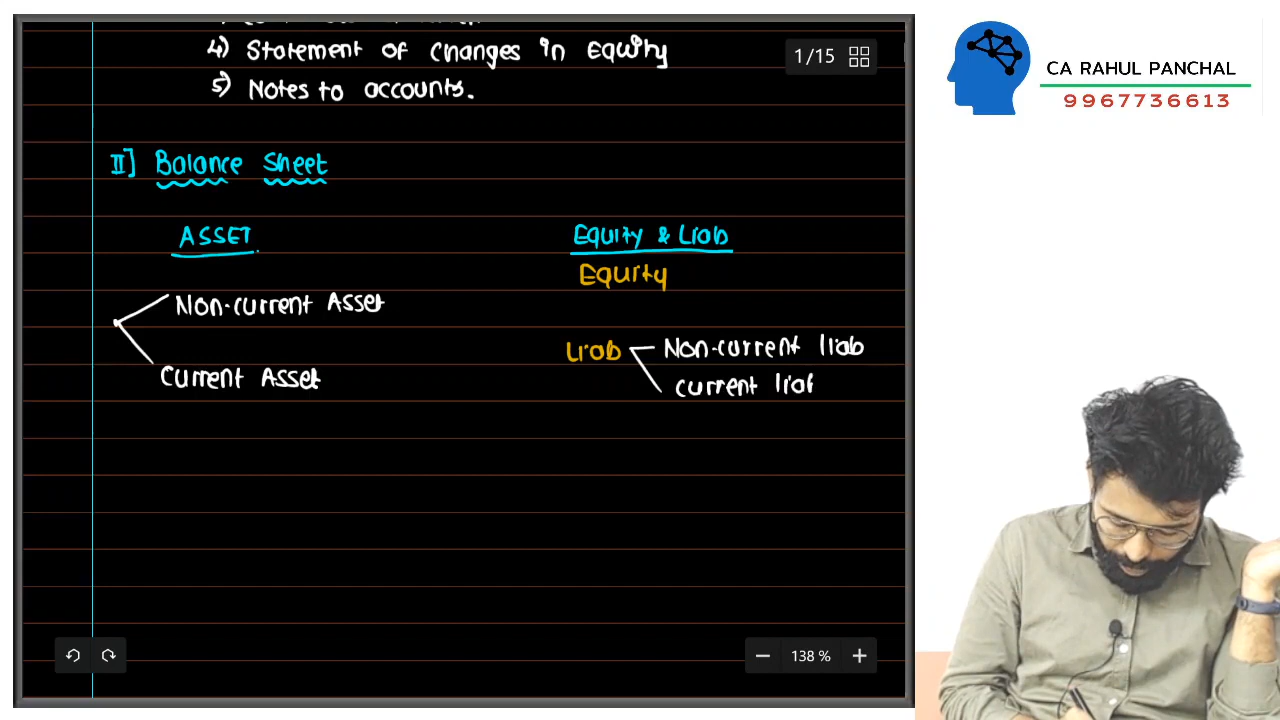 4) Statement of changes in Equity
5) Notes to accounts.
1/15
CA RAHUL PANCHAL
9967736613
II] Balance Sheet
ASSET
Equity & Liab
Equity
Non-current Asset
Current Asset
Liab
Non-current liab
current liab
138 %